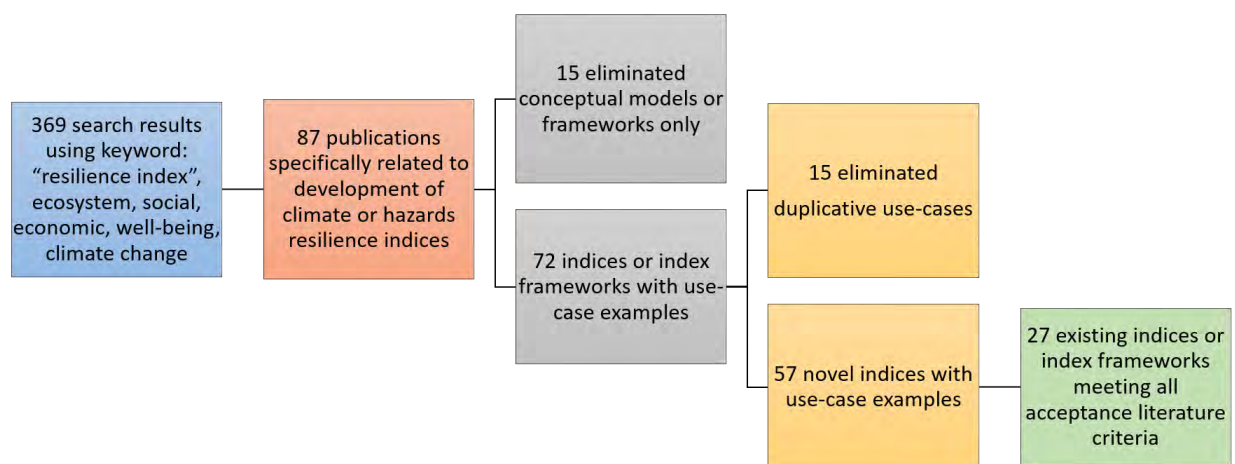 369 search results
using keyword:
“resilience index”,
ecosystem, social,
economic, well-being,
climate change
87 publications
specifically related to
development of
climate or hazards
resilience indices
15 eliminated
conceptual models or
frameworks only
72 indices or index
frameworks with use-
case examples
15 eliminated
duplicative use-cases
57 novel indices with
use-case examples
27 existing indices or
index frameworks
meeting all
acceptance literature
criteria